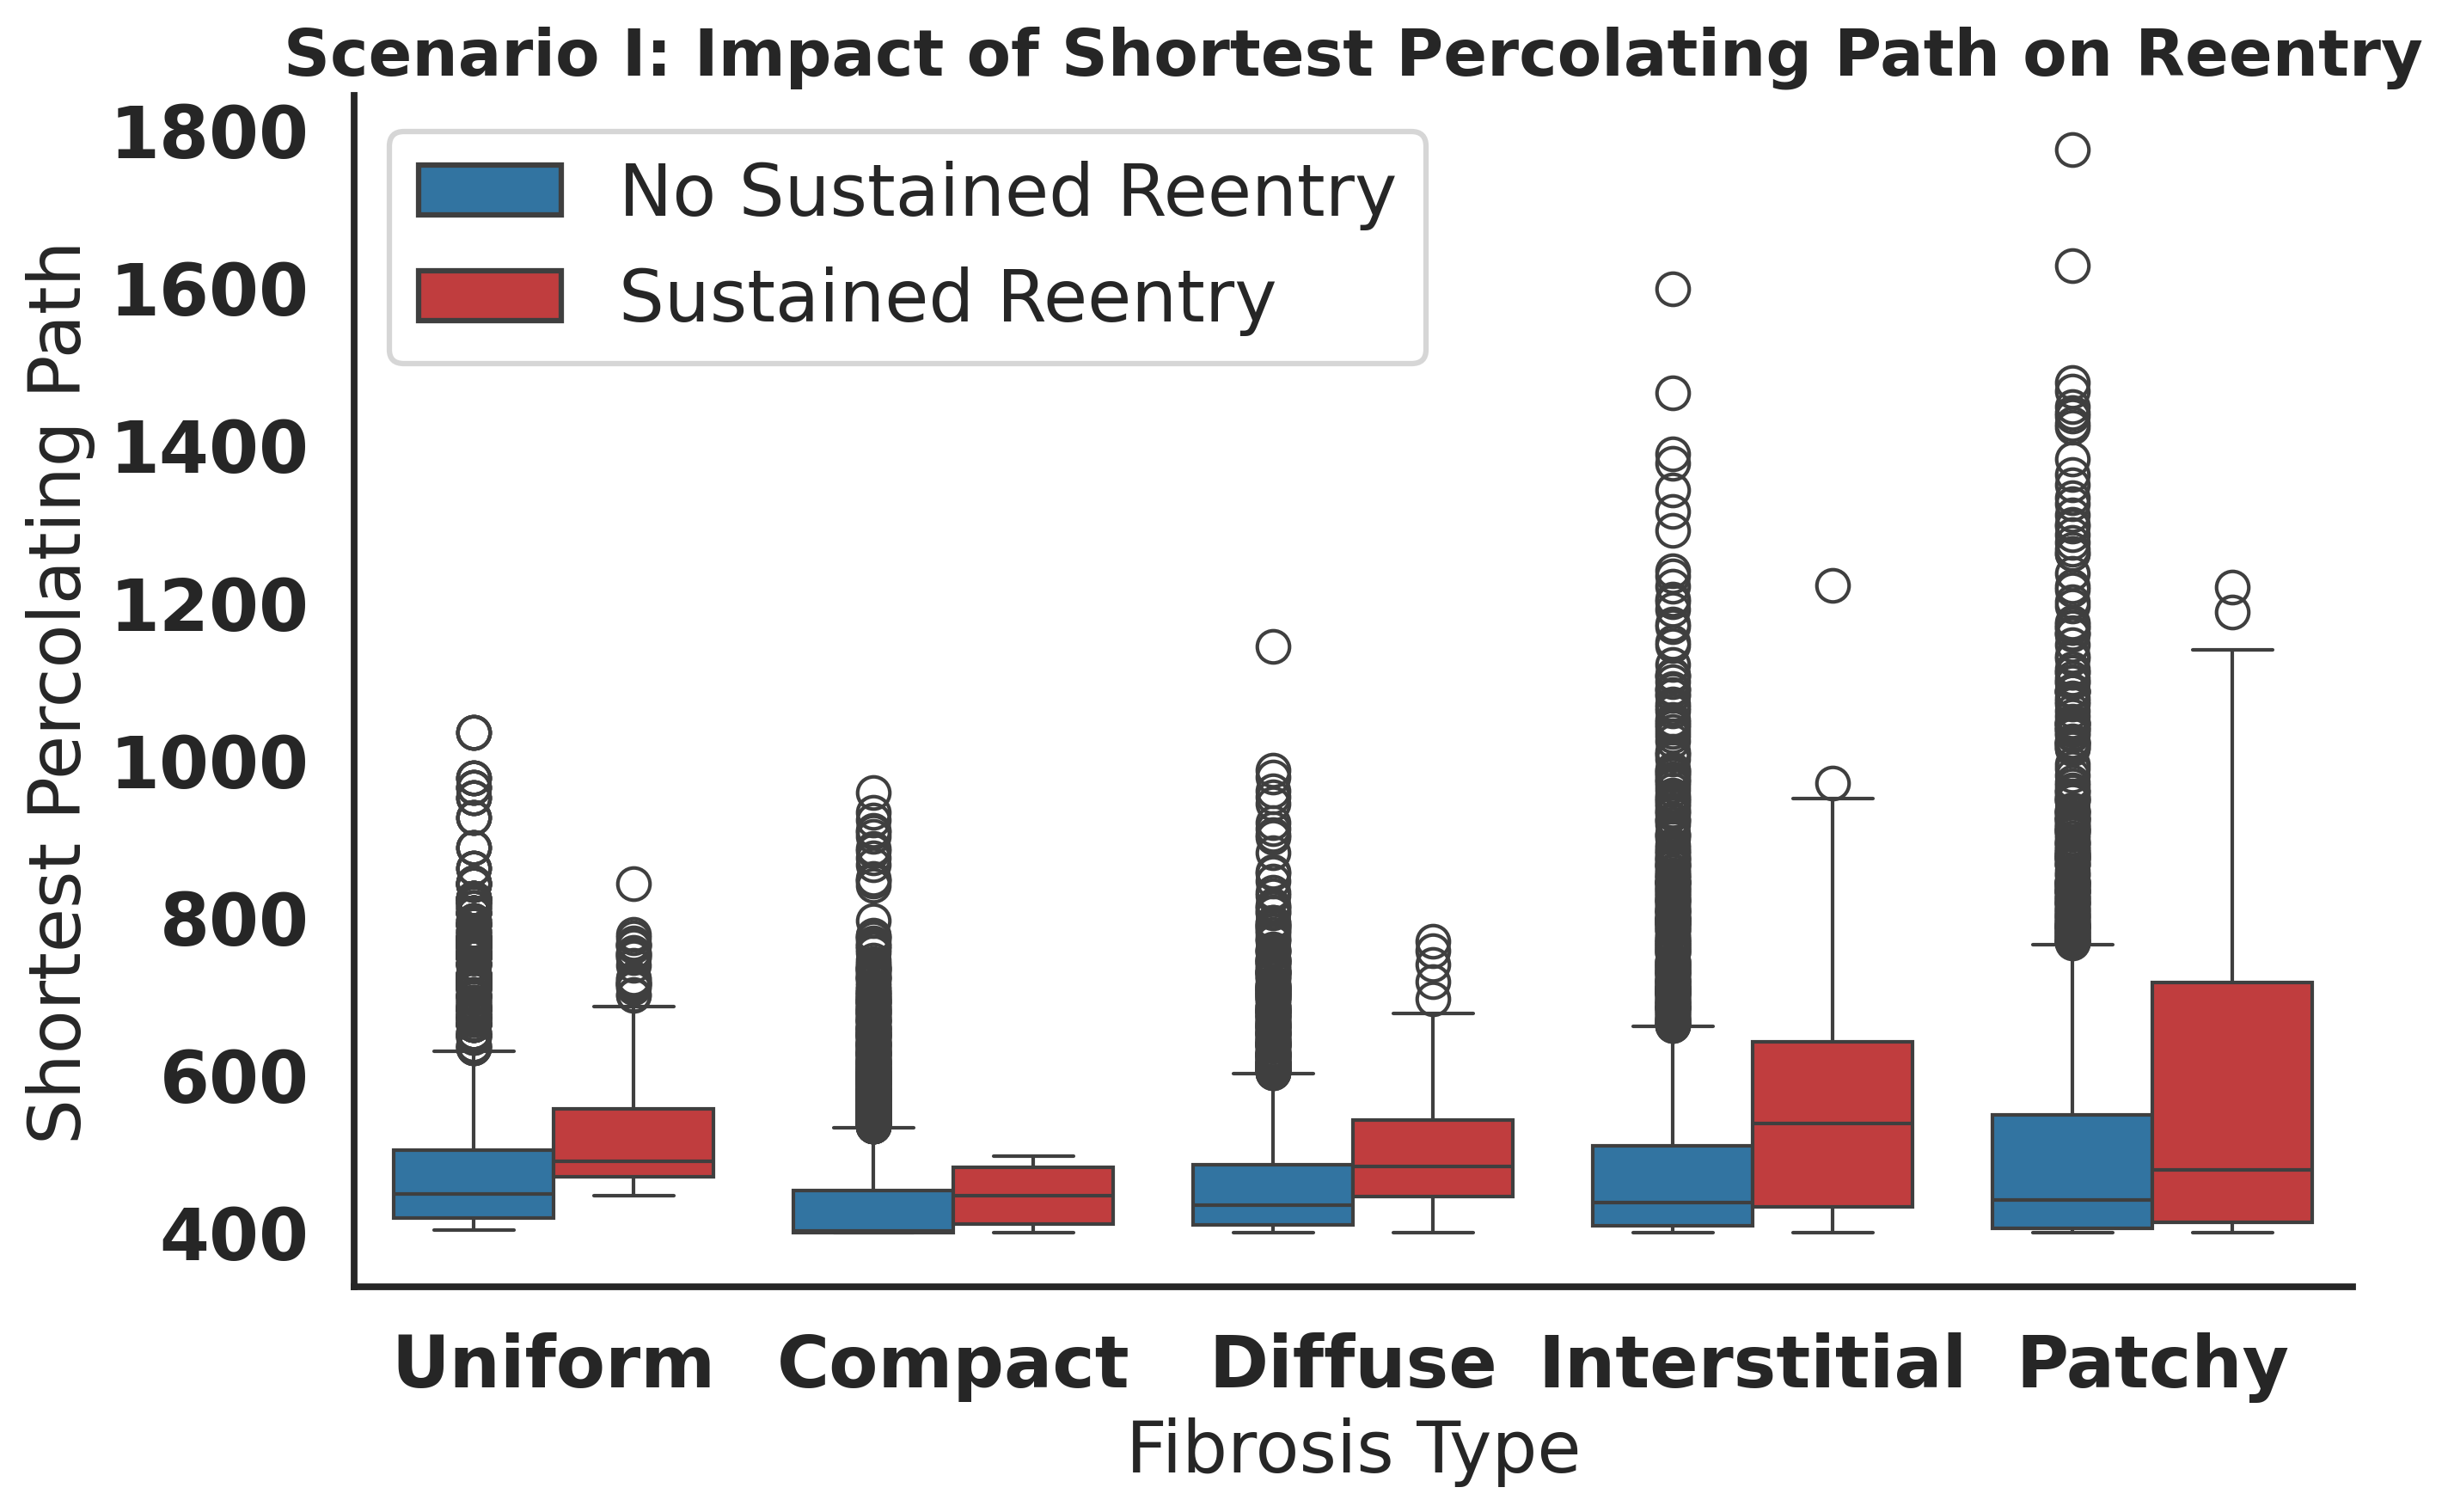 Scenario I: Impact of Shortest Percolating Path on Reentry
No Sustained Reentry
Sustained Reentry
Shortest Percolating Path
1800
1600
1400
1200
1000
800
600
400
Uniform Compact Diffuse Interstitial Patchy
Fibrosis Type